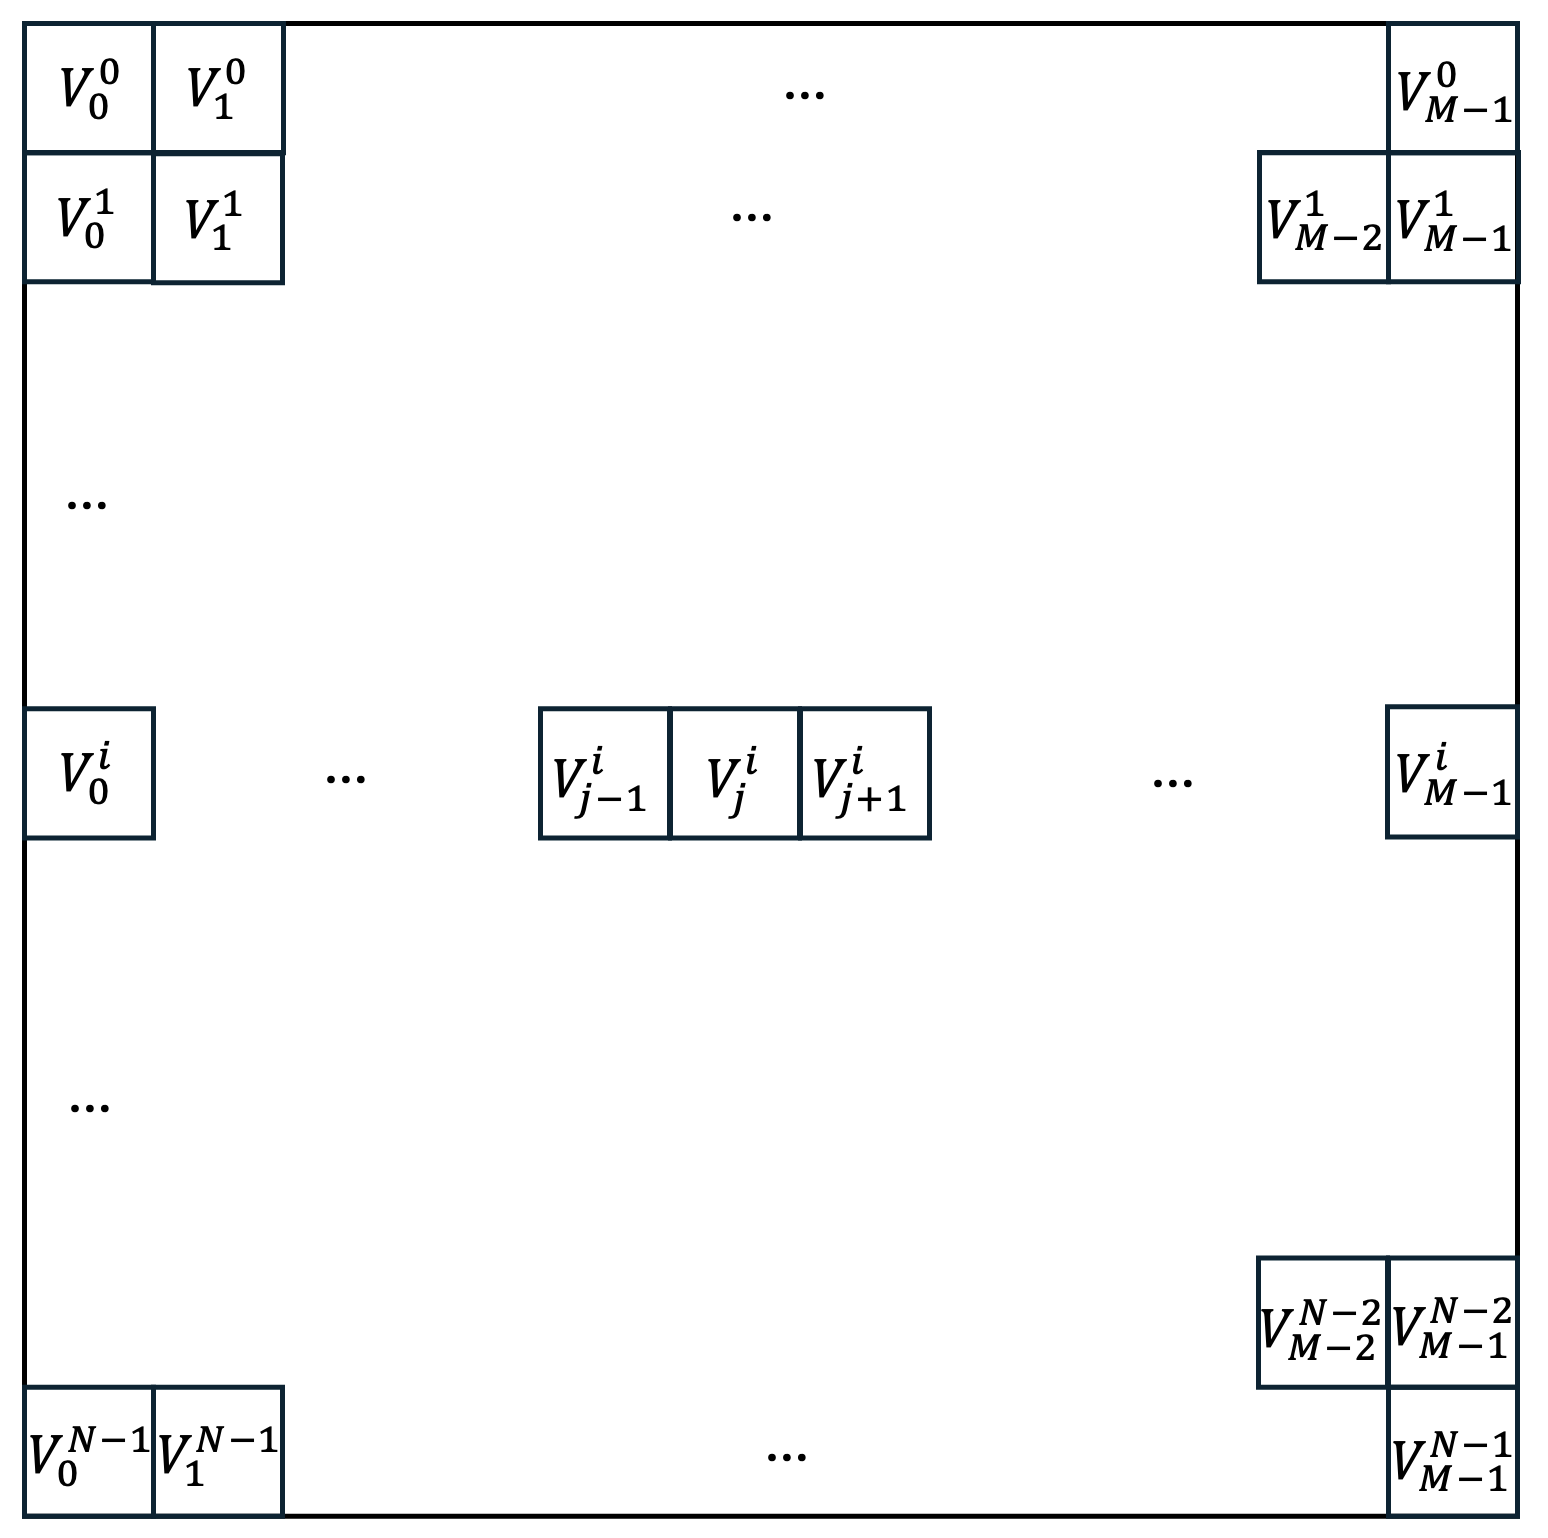 V_0^0 V_1^0 ... V_{M-1}^0
V_0^1 V_1^1 ... V_{M-2}^1 V_{M-1}^1
...
V_0^i ... V_{j-1}^i V_j^i V_{j+1}^i ... V_{M-1}^i
...
V_{M-2}^{N-2} V_{M-1}^{N-2}
V_0^{N-1} V_1^{N-1} ... V_{M-1}^{N-1}